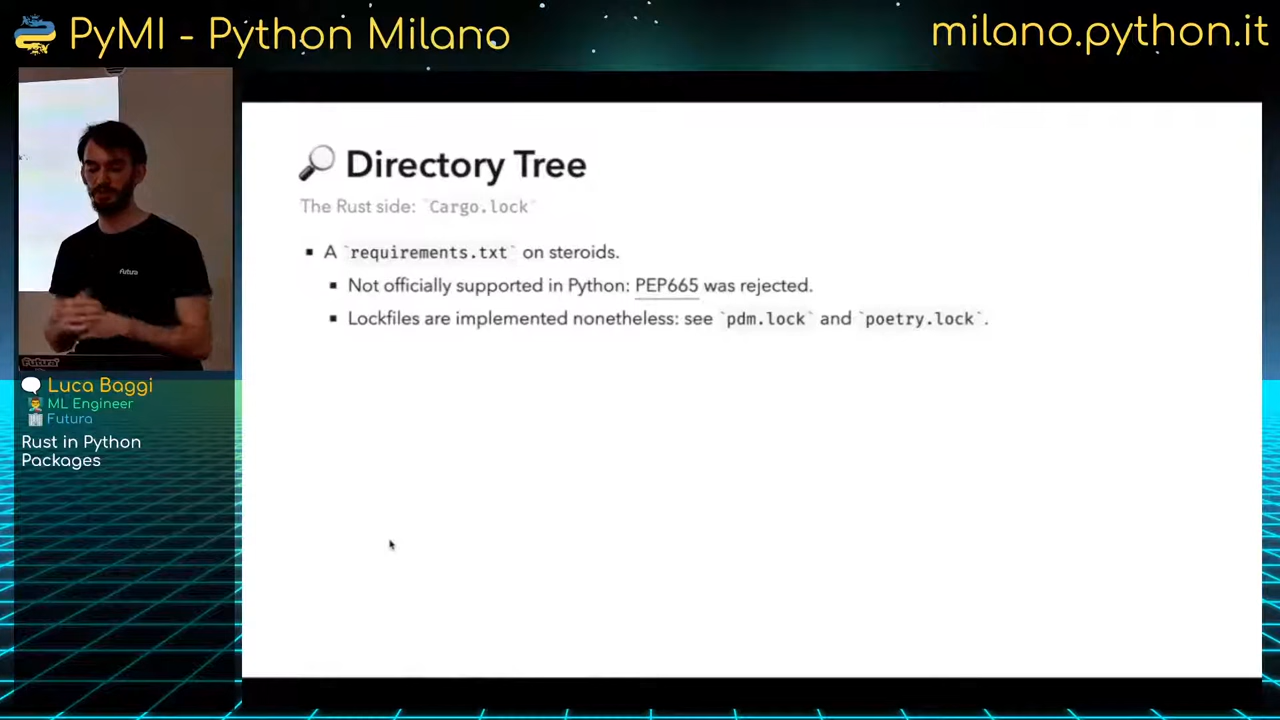 PyMI - Python Milano
milano.python.it
Directory Tree
The Rust side: `Cargo.lock`
A `requirements.txt` on steroids.
Not officially supported in Python: PEP665 was rejected.
Lockfiles are implemented nonetheless: see `pdm.lock` and `poetry.lock`.
Futura
Futura
Luca Baggi
ML Engineer
Futura
Rust in Python
Packages